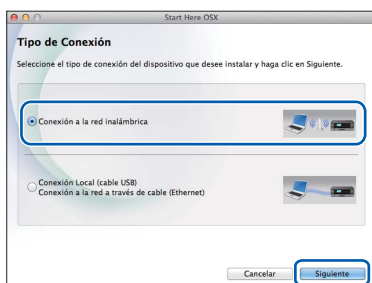 Start Here OSX
Tipo de Conexión
Seleccione el tipo de conexión del dispositivo que desee instalar y haga clic en Siguiente.
Conexión a la red inalámbrica
Conexión Local (cable USB)
Conexión a la red a través de cable (Ethernet)
Cancelar
Siguiente